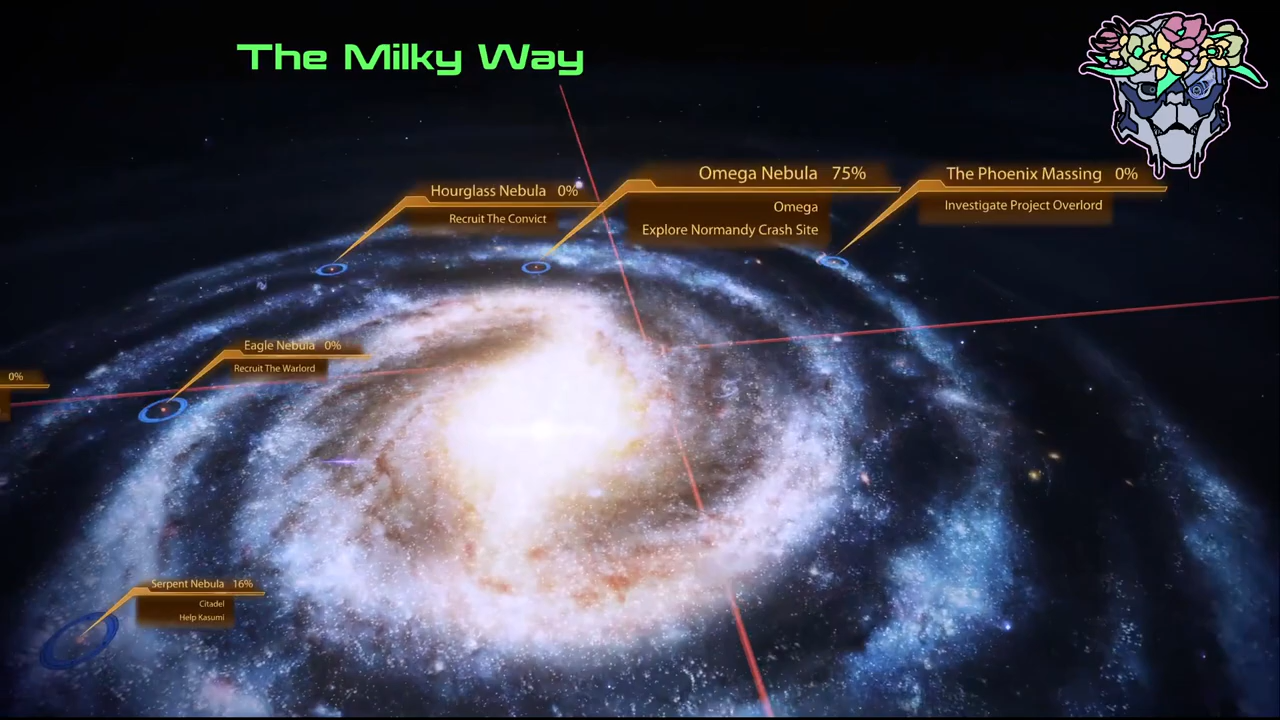 The Milky Way
Omega Nebula 75%
Omega
Explore Normandy Crash Site
The Phoenix Massing 0%
Investigate Project Overlord
Hourglass Nebula 0%
Recruit The Convict
Eagle Nebula 0%
Recruit The Warlord
0%
Serpent Nebula 16%
Citadel
Help Kasumi